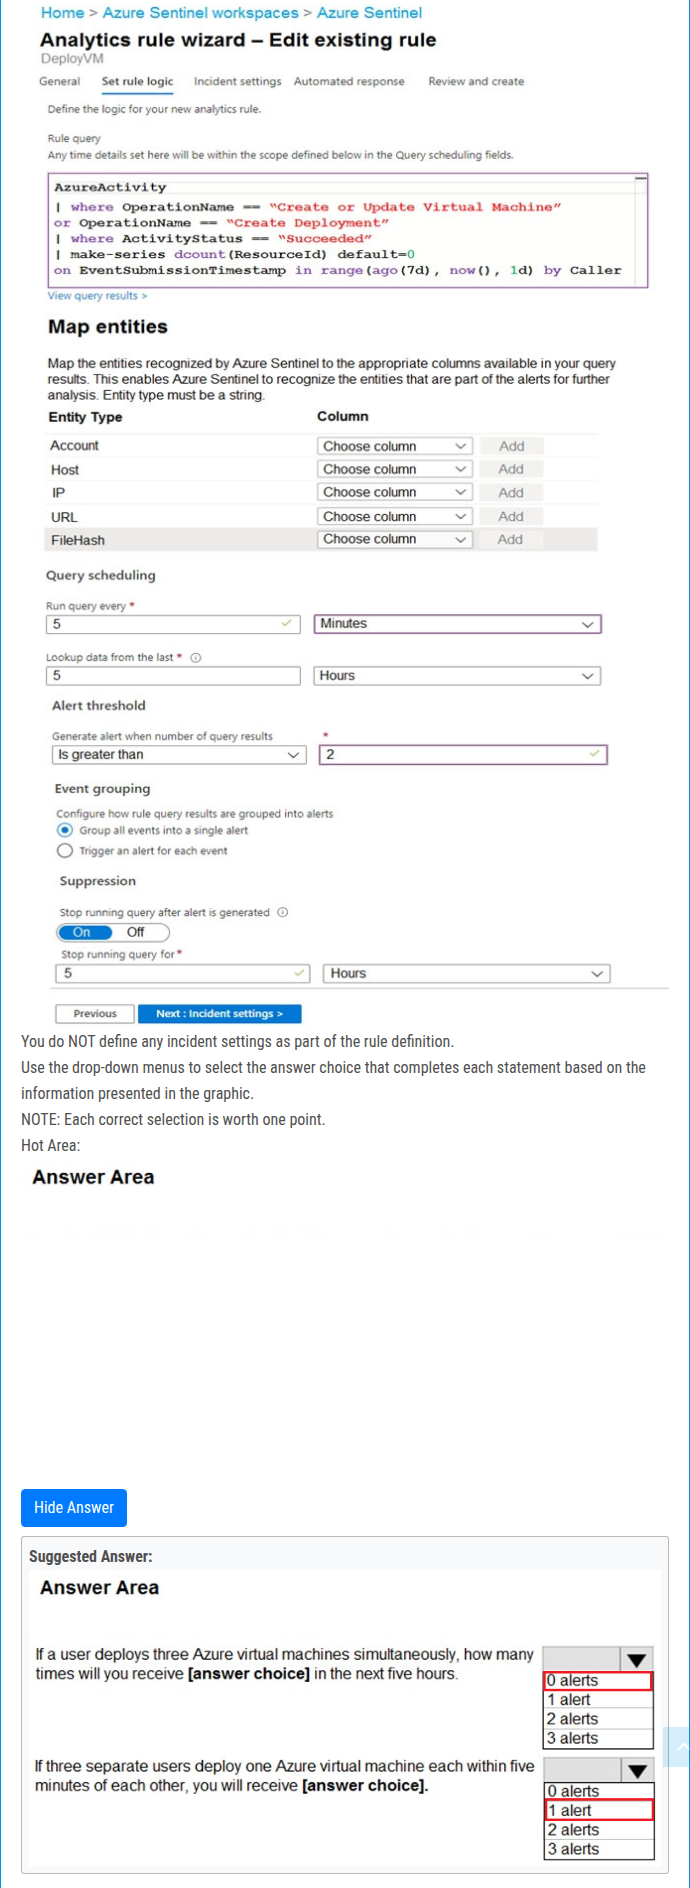 Home > Azure Sentinel workspaces > Azure Sentinel
Analytics rule wizard – Edit existing rule
DeployVM
General Set rule logic Incident settings Automated response Review and create
Define the logic for your new analytics rule.
Rule query
Any time details set here will be within the scope defined below in the Query scheduling fields.
AzureActivity
| where OperationName == “Create or Update Virtual Machine”
or OperationName == “Create Deployment”
| where ActivityStatus == “Succeeded”
| make-series dcount(ResourceId) default=0
on EventSubmissionTimestamp in range(ago(7d), now(), 1d) by Caller
View query results >
Map entities
Map the entities recognized by Azure Sentinel to the appropriate columns available in your query
results. This enables Azure Sentinel to recognize the entities that are part of the alerts for further
analysis. Entity type must be a string.
Entity Type Column
Account Choose column Add
Host Choose column Add
IP Choose column Add
URL Choose column Add
FileHash Choose column Add
Query scheduling
Run query every *
5 Minutes
Lookup data from the last *
5 Hours
Alert threshold
Generate alert when number of query results *
Is greater than 2
Event grouping
Configure how rule query results are grouped into alerts
Group all events into a single alert
Trigger an alert for each event
Suppression
Stop running query after alert is generated
On Off
Stop running query for *
5 Hours
Previous Next : Incident settings >
You do NOT define any incident settings as part of the rule definition.
Use the drop-down menus to select the answer choice that completes each statement based on the
information presented in the graphic.
NOTE: Each correct selection is worth one point.
Hot Area:
Answer Area
Hide Answer
Suggested Answer:
Answer Area
If a user deploys three Azure virtual machines simultaneously, how many
times will you receive [answer choice] in the next five hours.
0 alerts
1 alert
2 alerts
3 alerts
If three separate users deploy one Azure virtual machine each within five
minutes of each other, you will receive [answer choice].
0 alerts
1 alert
2 alerts
3 alerts